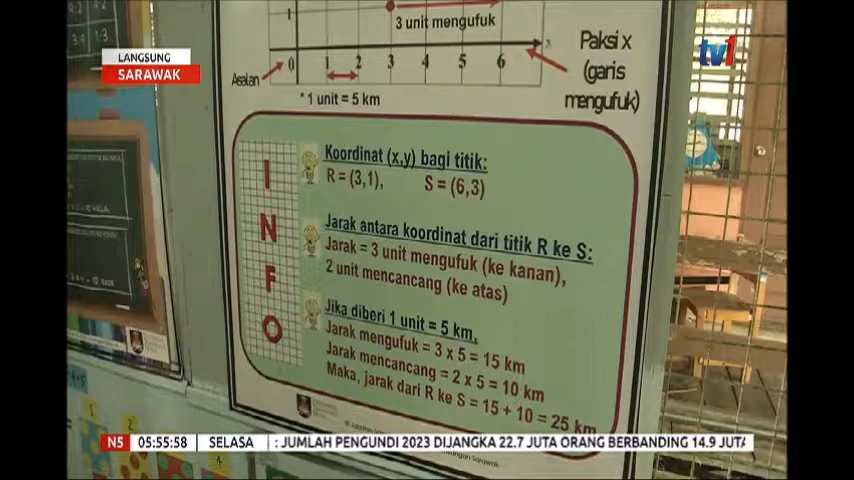 LANGSUNG
SARAWAK
tv1
1
3 unit mengufuk
x
0 1 2 3 4 5 6
Asalan
Paksi x
(garis
mengufuk)
* 1 unit = 5 km
INFO
Koordinat (x,y) bagi titik:
R = (3,1), S = (6,3)
Jarak antara koordinat dari titik R ke S:
Jarak = 3 unit mengufuk (ke kanan),
2 unit mencancang (ke atas)
Jika diberi 1 unit = 5 km,
Jarak mengufuk = 3 x 5 = 15 km
Jarak mencancang = 2 x 5 = 10 km
Maka, jarak dari R ke S = 15 + 10 = 25 km
N5 05:55:58 SELASA : JUMLAH PENGUNDI 2023 DIJANGKA 22.7 JUTA ORANG BERBANDING 14.9 JUTA